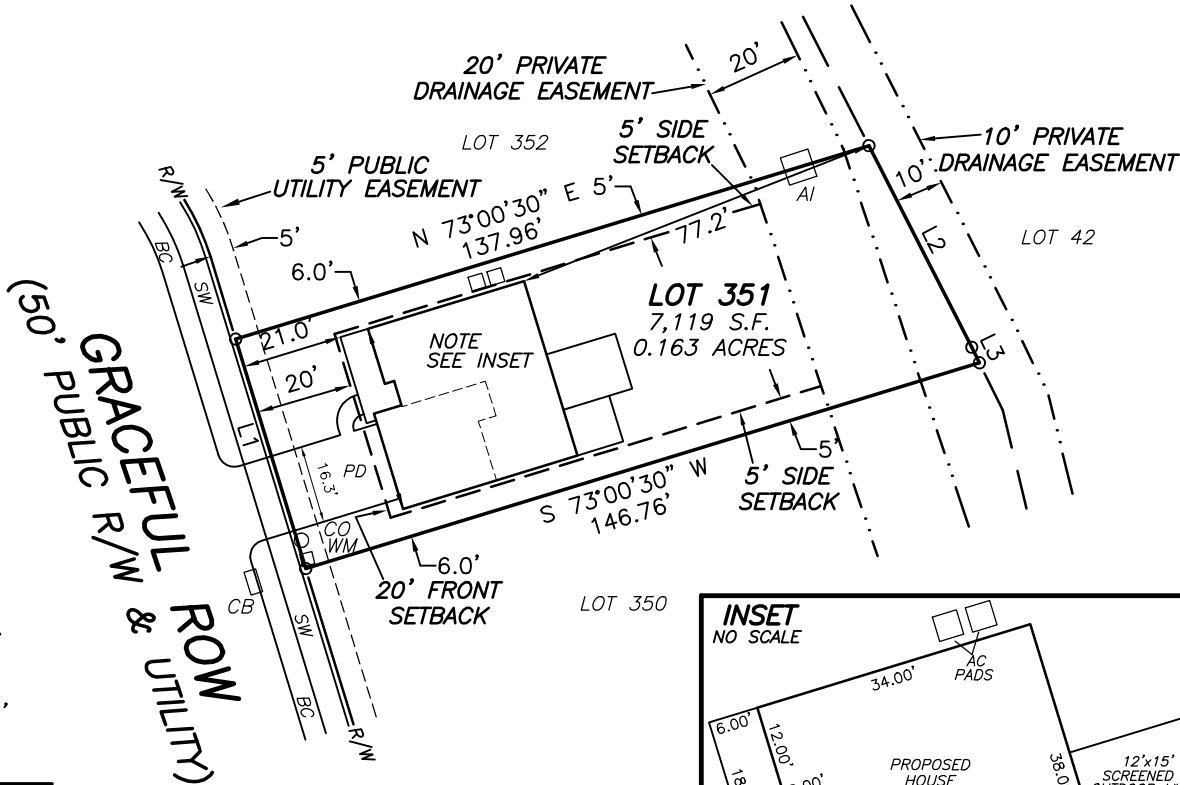 20' PRIVATE
DRAINAGE EASEMENT
20'
LOT 352
5' SIDE
SETBACK
10' PRIVATE
DRAINAGE EASEMENT
10'
5' PUBLIC
UTILITY EASEMENT
R/W
5'
N 73°00'30" E
137.96'
5'
AI
L2
LOT 42
BC
SW
6.0'
77.2'
LOT 351
7,119 S.F.
0.163 ACRES
21.0'
NOTE
SEE INSET
20'
L3
L1
16.3'
PD
5'
5' SIDE
SETBACK
S 73°00'30" W
146.76'
CO
WM
6.0'
20' FRONT
SETBACK
CB
LOT 350
SW
BC
R/W
GRACEFUL ROW
(50' PUBLIC R/W & UTILITY)
INSET
NO SCALE
AC
PADS
34.00'
6.00'
12.00'
PROPOSED
HOUSE
38.0
12'x15'
SCREENED
18